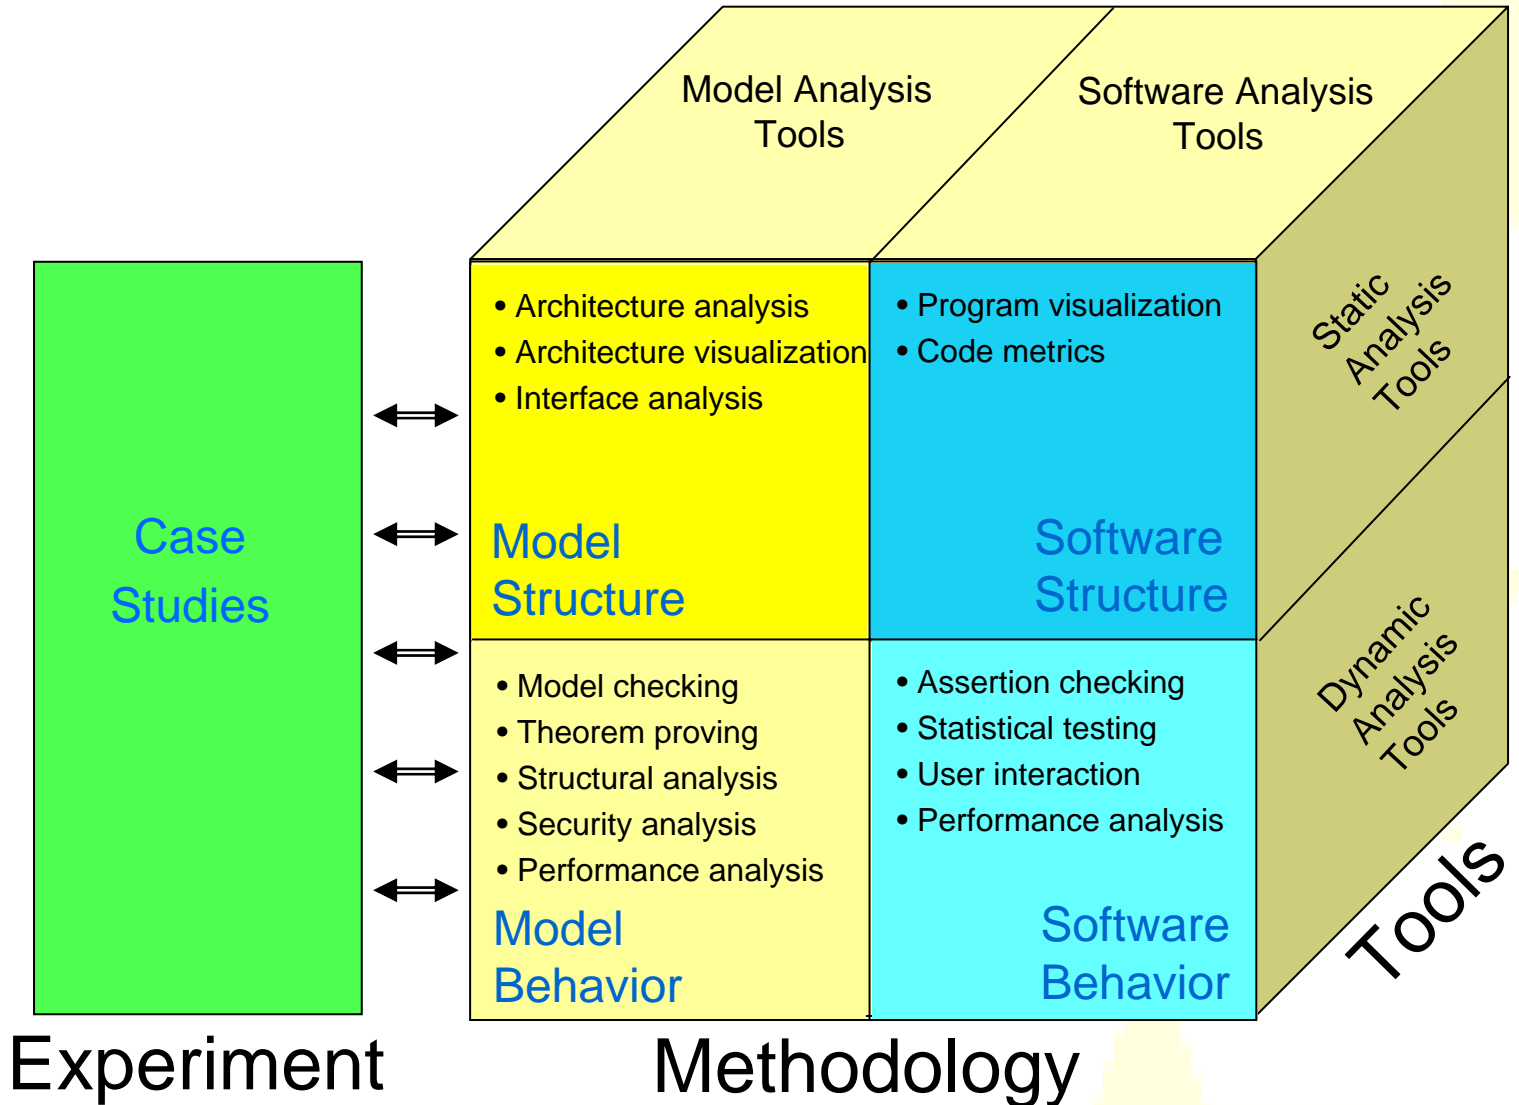 Model Analysis
Tools
Software Analysis
Tools
• Architecture analysis
• Architecture visualization
• Interface analysis
Model
Structure
• Program visualization
• Code metrics
Software
Structure
Static
Analysis
Tools
Case
Studies
• Model checking
• Theorem proving
• Structural analysis
• Security analysis
• Performance analysis
Model
Behavior
• Assertion checking
• Statistical testing
• User interaction
• Performance analysis
Software
Behavior
Dynamic
Analysis
Tools
Tools
Experiment
Methodology